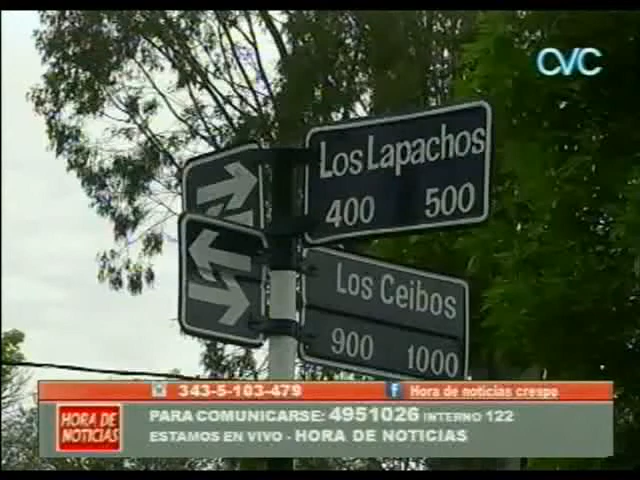 CVC
Los Lapachos
400 500
Los Ceibos
900 1000
343-5-103-479
Hora de noticias crespo
HORA DE NOTICIAS
PARA COMUNICARSE: 4951026 INTERNO 122
ESTAMOS EN VIVO - HORA DE NOTICIAS